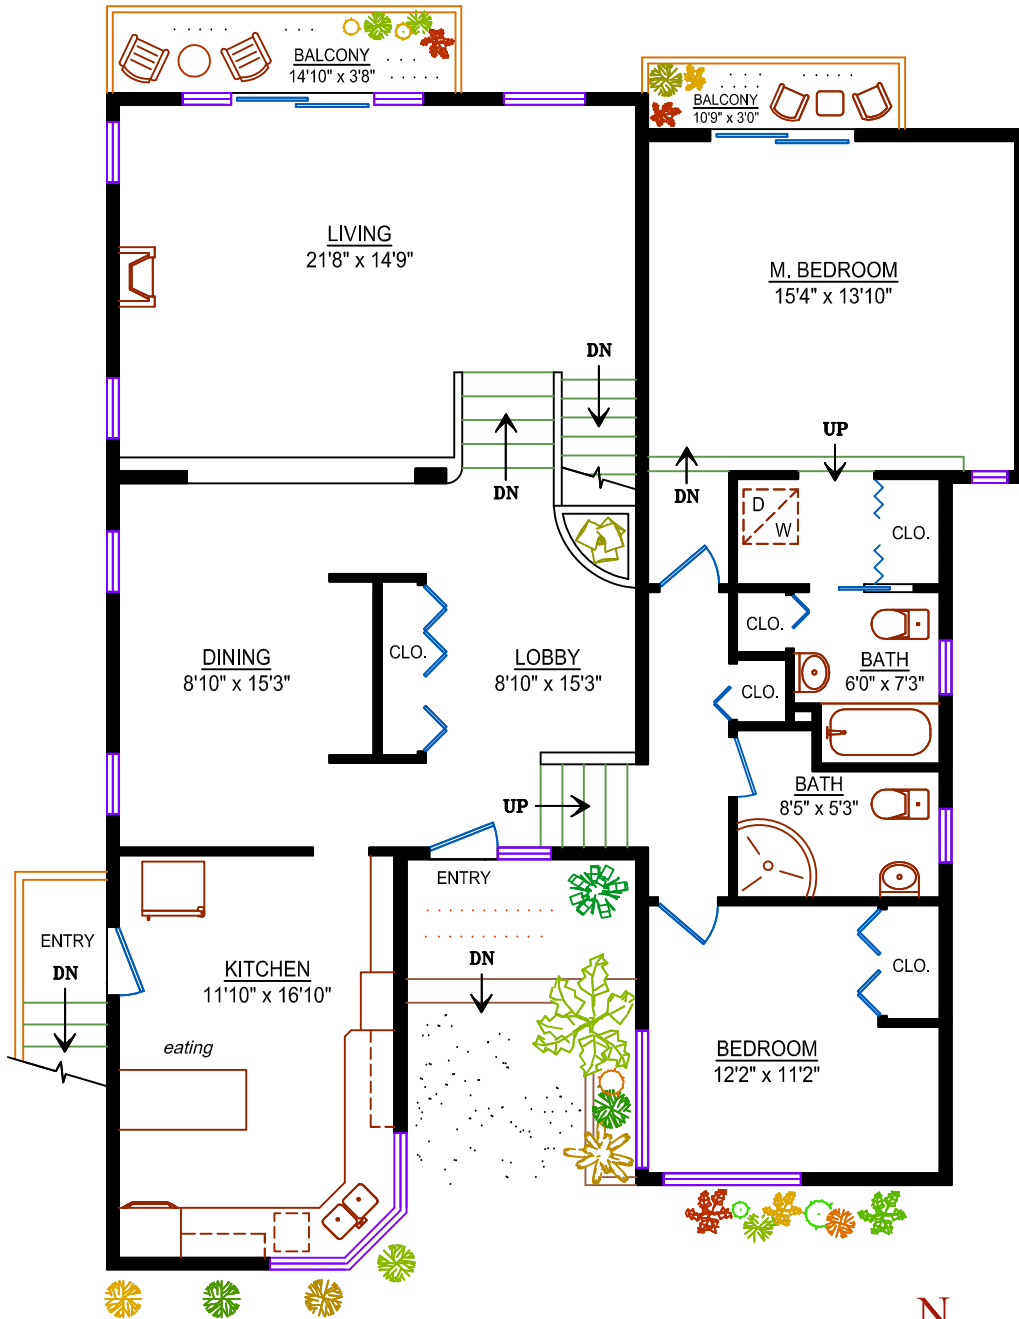 BALCONY
14'10" x 3'8"
BALCONY
10'9" x 3'0"
LIVING
21'8" x 14'9"
M. BEDROOM
15'4" x 13'10"
DN
UP
DN
DN
D
W
CLO.
CLO.
CLO.
DINING
8'10" x 15'3"
LOBBY
8'10" x 15'3"
BATH
6'0" x 7'3"
CLO.
BATH
8'5" x 5'3"
UP
ENTRY
ENTRY
DN
DN
KITCHEN
11'10" x 16'10"
CLO.
eating
BEDROOM
12'2" x 11'2"
N